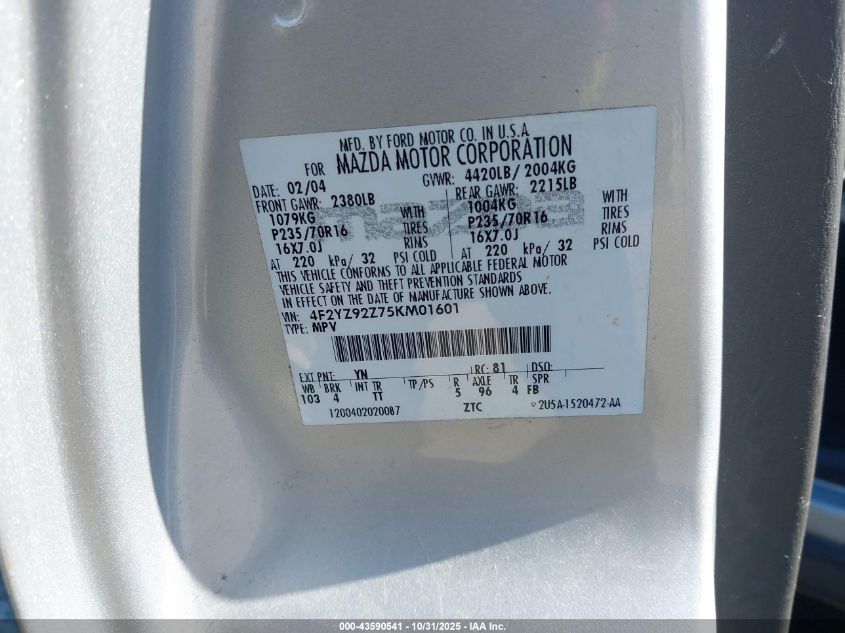 MFD. BY FORD MOTOR CO. IN U.S.A.
FOR MAZDA MOTOR CORPORATION
DATE: 02/04 GVWR: 4420LB/ 2004KG
FRONT GAWR: 2380LB REAR GAWR: 2215LB
1079KG WITH 1004KG WITH
P235/70R16 TIRES P235/70R16 TIRES
16X7.0J RIMS 16X7.0J RIMS
AT 220 kPa/ 32 PSI COLD AT 220 kPa/ 32 PSI COLD
THIS VEHICLE CONFORMS TO ALL APPLICABLE FEDERAL MOTOR
VEHICLE SAFETY AND THEFT PREVENTION STANDARDS
IN EFFECT ON THE DATE OF MANUFACTURE SHOWN ABOVE.
VIN: 4F2YZ92Z75KM01601
TYPE: MPV
EXT PNT: YN RC: 81 DSO:
WB BRK INT TR TP/PS R AXLE TR SPR
103 4 TT 5 96 4 FB
1200402020087 ZTC 2U5A-1520472-AA
000-43590541 - 10/31/2025 - IAA Inc.